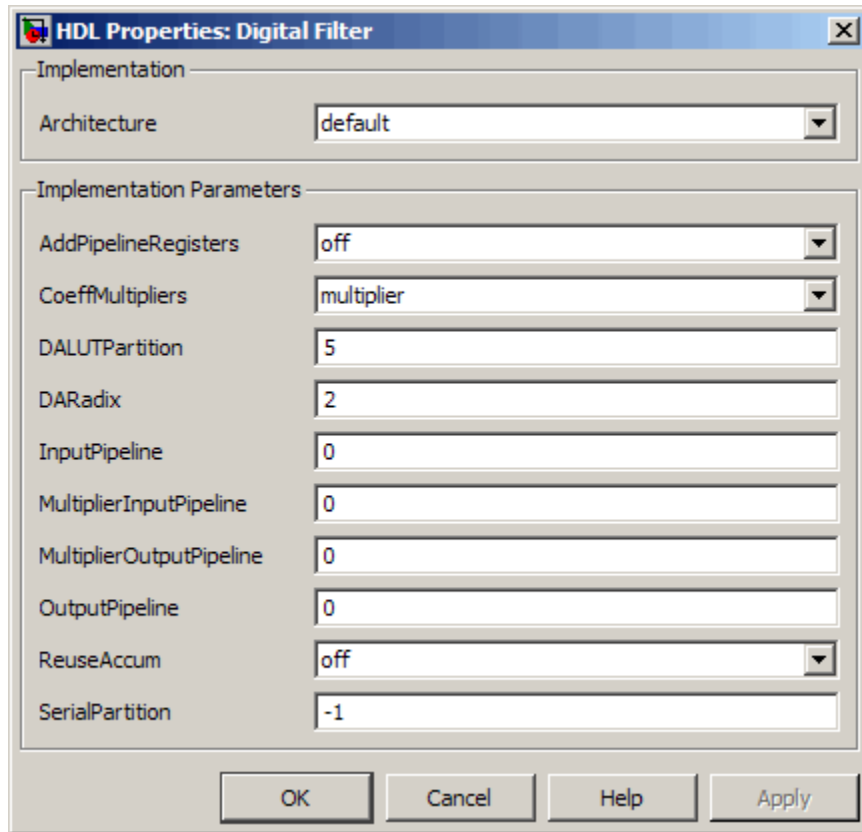 HDL Properties: Digital Filter
Implementation
Architecture default
Implementation Parameters
AddPipelineRegisters off
CoeffMultipliers multiplier
DALUTPartition 5
DARadix 2
InputPipeline 0
MultiplierInputPipeline 0
MultiplierOutputPipeline 0
OutputPipeline 0
ReuseAccum off
SerialPartition -1
OK Cancel Help Apply